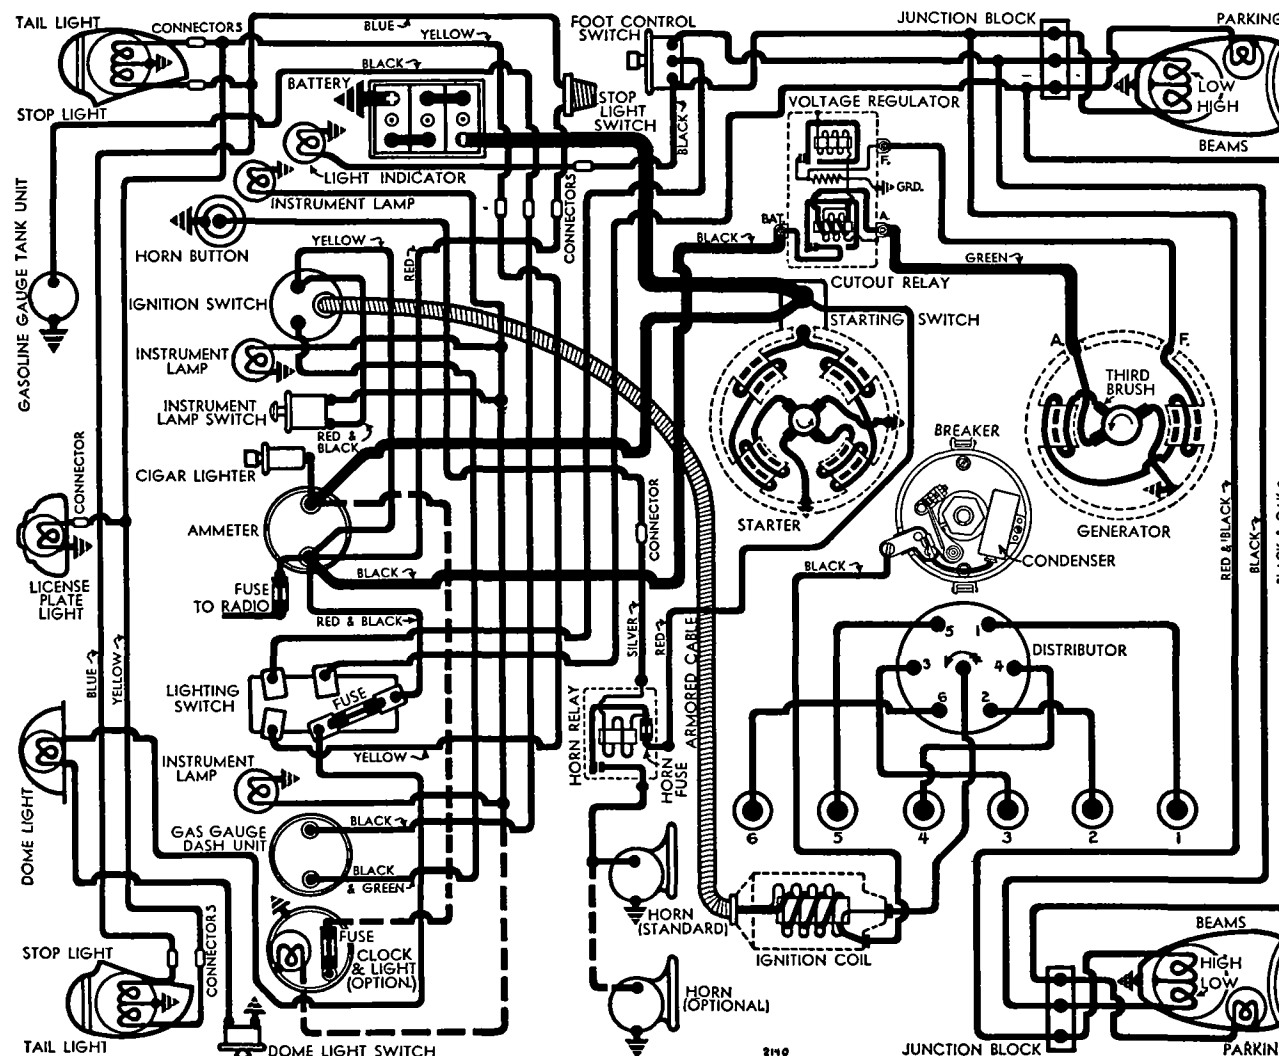 TAIL LIGHT
CONNECTORS
BLUE
YELLOW
FOOT CONTROL
SWITCH
JUNCTION BLOCK
PARKING
BLACK
BATTERY
STOP LIGHT
STOP
LIGHT
SWITCH
BLACK
VOLTAGE REGULATOR
LOW
HIGH
BEAMS
F.
GRD.
LIGHT INDICATOR
INSTRUMENT LAMP
CONNECTORS
BAT.
A.
GASOLINE GAUGE TANK UNIT
HORN BUTTON
YELLOW
RED
BLACK
GREEN
CUTOUT RELAY
IGNITION SWITCH
STARTING SWITCH
INSTRUMENT
LAMP
A.
F.
THIRD
BRUSH
INSTRUMENT
LAMP SWITCH
RED &
BLACK
BREAKER
CIGAR LIGHTER
CONNECTOR
AMMETER
CONNECTOR
STARTER
GENERATOR
RED & BLACK
BLACK
LICENSE
PLATE
LIGHT
FUSE
TO RADIO
BLACK
BLACK
CONDENSER
RED & BLACK
SILVER
RED
ARMORED CABLE
5
1
3
4
6
2
DISTRIBUTOR
BLUE
YELLOW
LIGHTING
SWITCH
FUSE
YELLOW
HORN RELAY
HORN
FUSE
INSTRUMENT
LAMP
DOME LIGHT
GAS GAUGE
DASH UNIT
BLACK
BLACK
& GREEN
6
5
4
3
2
1
HORN
(STANDARD)
IGNITION COIL
STOP LIGHT
CONNECTORS
FUSE
CLOCK
& LIGHT
(OPTION.)
BEAMS
HIGH
LOW
HORN
(OPTIONAL)
TAIL LIGHT
DOME LIGHT SWITCH
2140
JUNCTION BLOCK